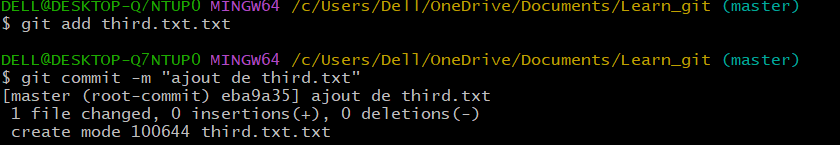 DELL@DESKTOP-Q7NTUP0 MINGW64 /c/Users/Dell/OneDrive/Documents/Learn_git (master)
$ git add third.txt.txt
DELL@DESKTOP-Q7NTUP0 MINGW64 /c/Users/Dell/OneDrive/Documents/Learn_git (master)
$ git commit -m "ajout de third.txt"
[master (root-commit) eba9a35] ajout de third.txt
 1 file changed, 0 insertions(+), 0 deletions(-)
 create mode 100644 third.txt.txt